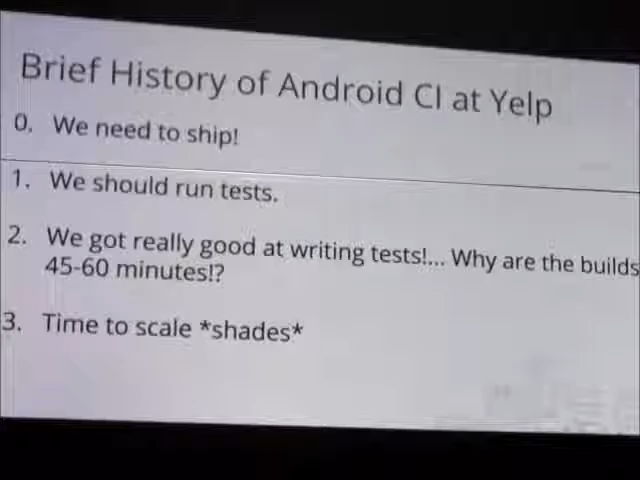 Brief History of Android CI at Yelp
0. We need to ship!
1. We should run tests.
2. We got really good at writing tests!... Why are the builds
45-60 minutes!?
3. Time to scale *shades*